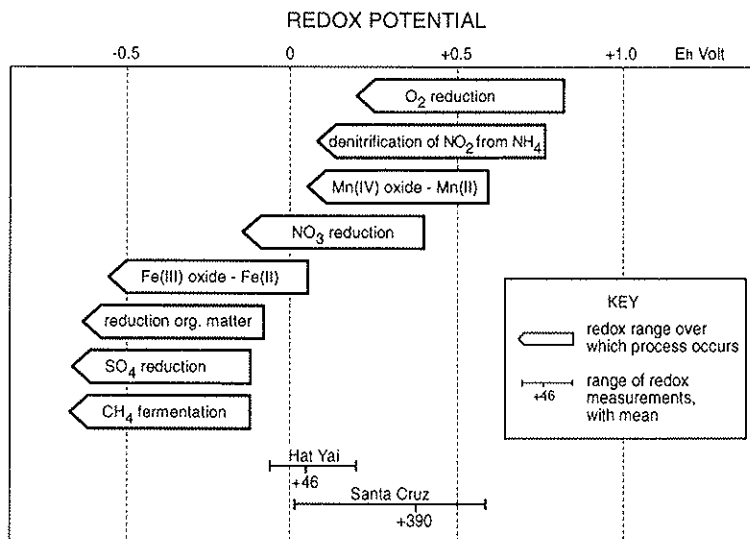 REDOX POTENTIAL
-0.5 0 +0.5 +1.0 Eh Volt
O2 reduction
denitrification of NO2 from NH4
Mn(IV) oxide - Mn(II)
NO3 reduction
Fe(III) oxide - Fe(II)
reduction org. matter
SO4 reduction
CH4 fermentation
Hat Yai
+46
Santa Cruz
+390
KEY
redox range over
which process occurs
range of redox
measurements,
with mean
+46